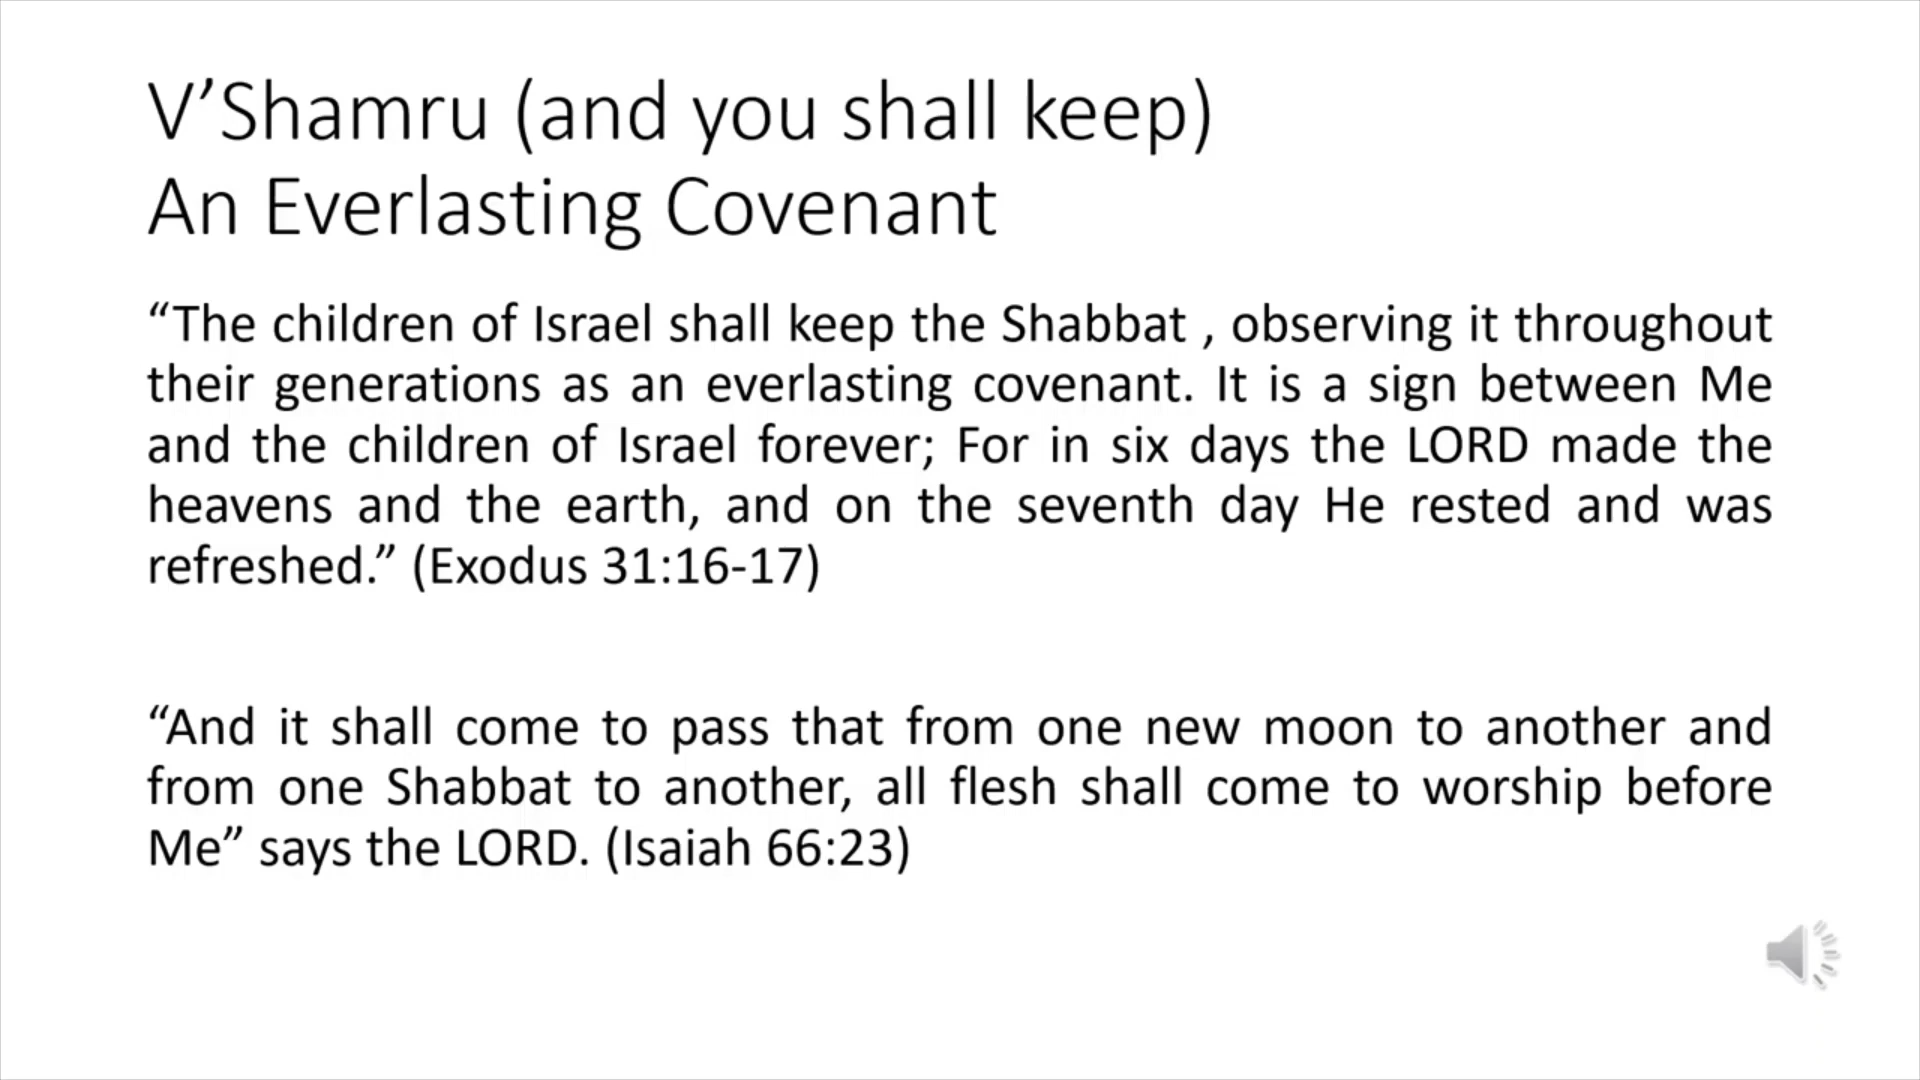 V’Shamru (and you shall keep)
An Everlasting Covenant
“The children of Israel shall keep the Shabbat , observing it throughout
their generations as an everlasting covenant. It is a sign between Me
and the children of Israel forever; For in six days the LORD made the
heavens and the earth, and on the seventh day He rested and was
refreshed.” (Exodus 31:16-17)
“And it shall come to pass that from one new moon to another and
from one Shabbat to another, all flesh shall come to worship before
Me” says the LORD. (Isaiah 66:23)